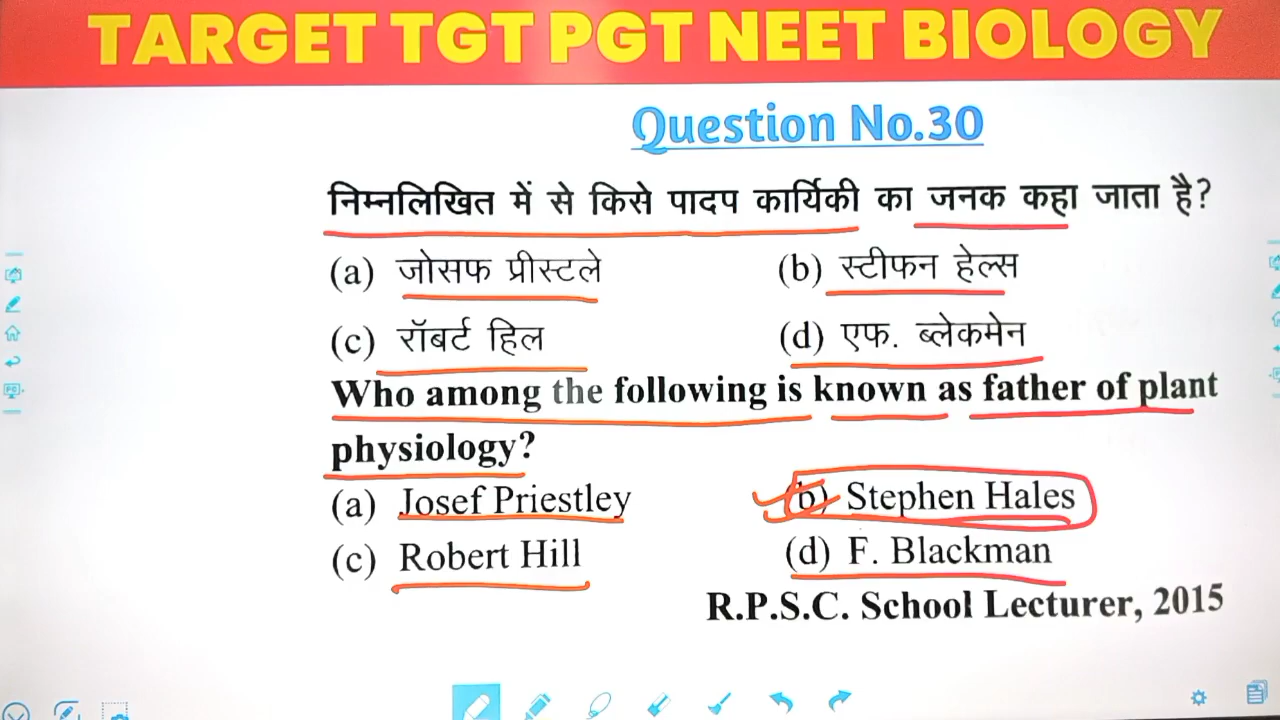 TARGET TGT PGT NEET BIOLOGY
Question No.30
निम्नलिखित में से किसे पादप कार्यिकी का जनक कहा जाता है?
(a) जोसफ प्रीस्टले (b) स्टीफन हेल्स
(c) रॉबर्ट हिल (d) एफ. ब्लेकमेन
Who among the following is known as father of plant
physiology?
(a) Josef Priestley (b) Stephen Hales
(c) Robert Hill (d) F. Blackman
R.P.S.C. School Lecturer, 2015